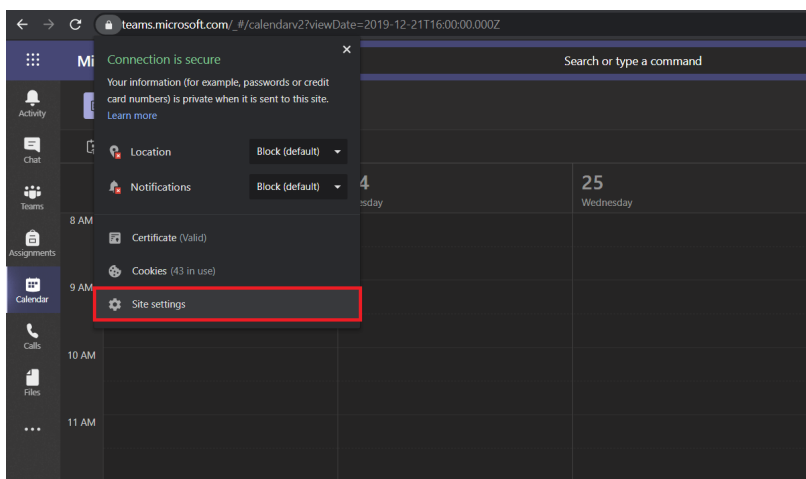 teams.microsoft.com/_#/calendarv2?viewDate=2019-12-21T16:00:00.000Z
Mi
Search or type a command
Connection is secure
Your information (for example, passwords or credit
card numbers) is private when it is sent to this site.
Learn more
Location Block (default)
Notifications Block (default)
Certificate (Valid)
Cookies (43 in use)
Site settings
Activity
Chat
Teams
Assignments
Calendar
Calls
Files
4
esday
25
Wednesday
8 AM
9 AM
10 AM
11 AM